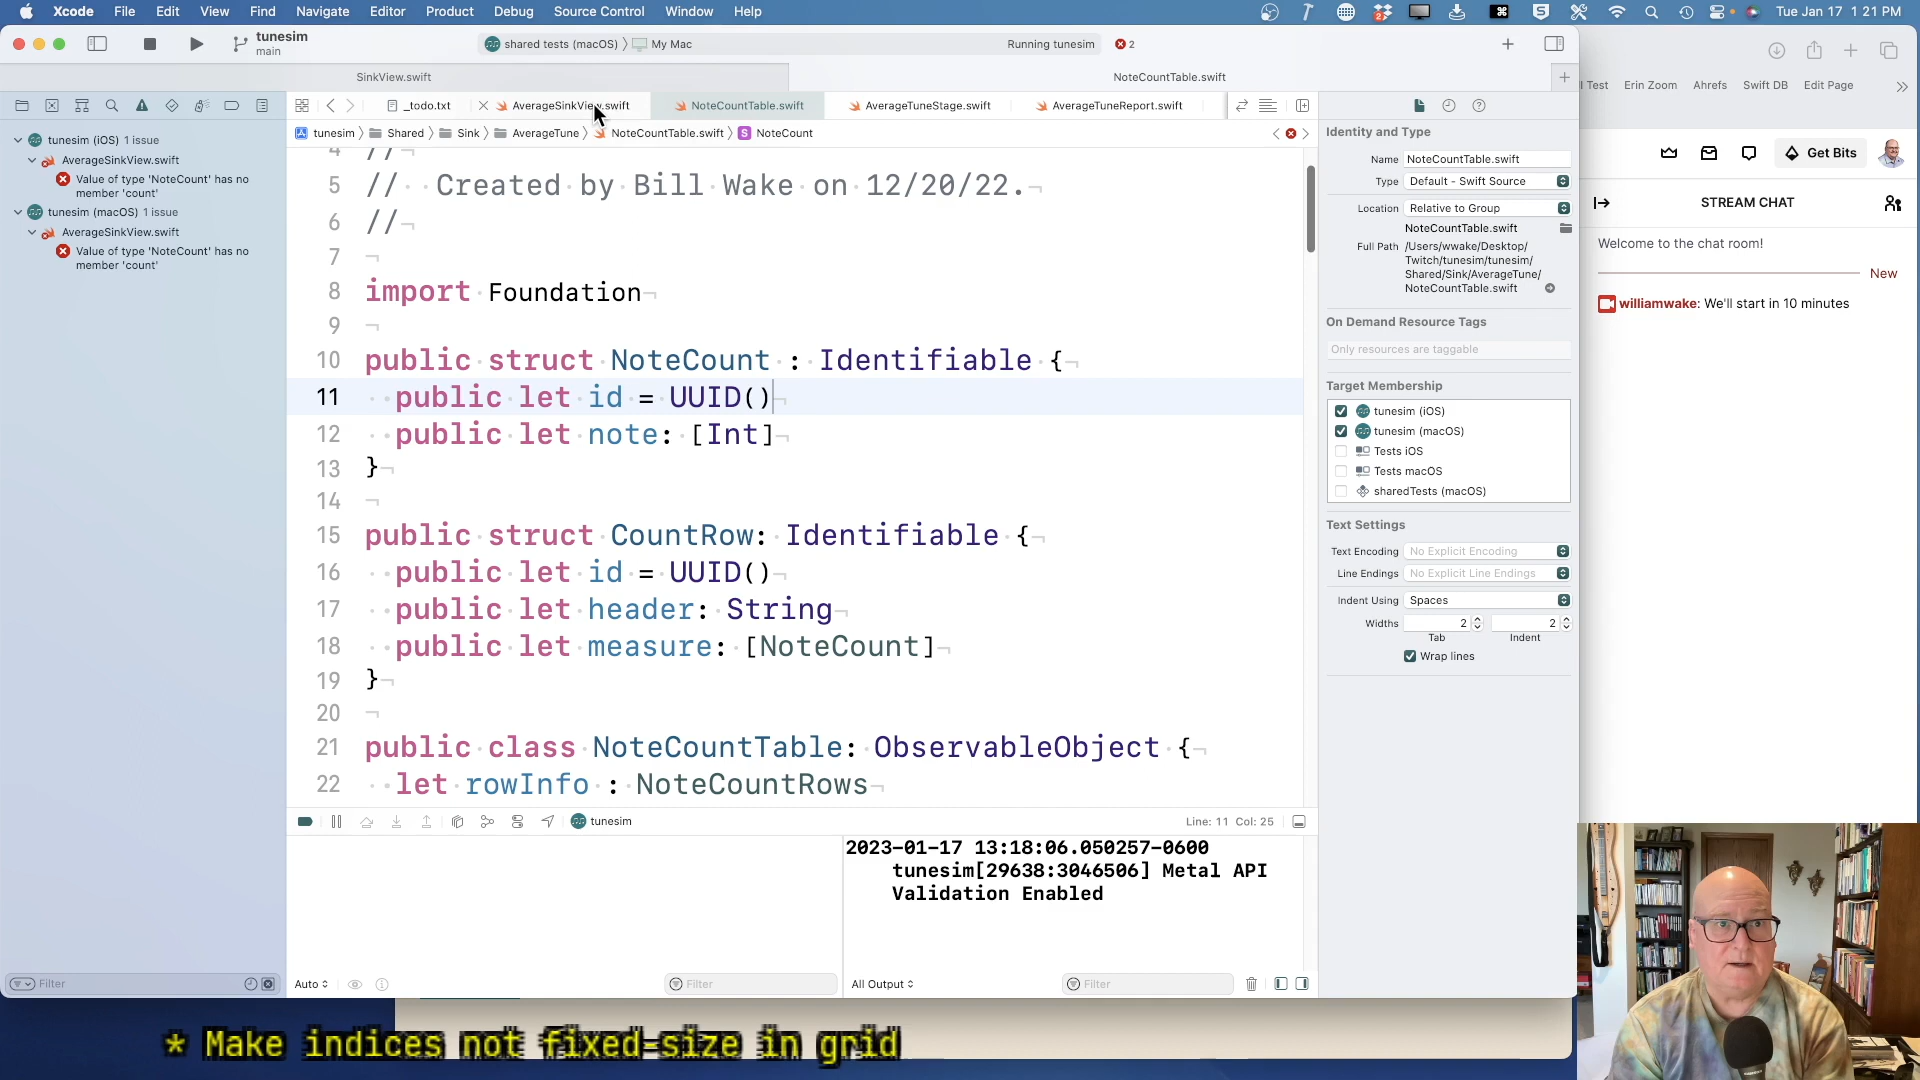 Xcode File Edit View Find Navigate Editor Product Debug Source Control Window Help
Tue Jan 17 1 21 PM
tunesim
main
shared tests (macOS) 〉 My Mac
Running tunesim
2
SinkView.swift
NoteCountTable.swift
_todo.txt
AverageSinkView.swift
NoteCountTable.swift
AverageTuneStage.swift
AverageTuneReport.swift
tunesim 〉 Shared 〉 Sink 〉 AverageTune 〉 NoteCountTable.swift 〉 S NoteCount
tunesim (iOS) 1 issue
AverageSinkView.swift
Value of type 'NoteCount' has no
member 'count'
tunesim (macOS) 1 issue
AverageSinkView.swift
Value of type 'NoteCount' has no
member 'count'
Filter
4 //
5 // Created by Bill Wake on 12/20/22.
6 //
7
8 import Foundation
9
10 public struct NoteCount : Identifiable {
11 public let id = UUID()
12 public let note: [Int]
13 }
14
15 public struct CountRow: Identifiable {
16 public let id = UUID()
17 public let header: String
18 public let measure: [NoteCount]
19 }
20
21 public class NoteCountTable: ObservableObject {
22 let rowInfo : NoteCountRows
tunesim
Line: 11 Col: 25
2023-01-17 13:18:06.050257-0600
tunesim[29638:3046506] Metal API
Validation Enabled
Auto
Filter
All Output
Filter
Identity and Type
Name NoteCountTable.swift
Type Default - Swift Source
Location Relative to Group
NoteCountTable.swift
Full Path /Users/wwake/Desktop/
Twitch/tunesim/tunesim/
Shared/Sink/AverageTune/
NoteCountTable.swift
On Demand Resource Tags
Only resources are taggable
Target Membership
tunesim (iOS)
tunesim (macOS)
Tests iOS
Tests macOS
sharedTests (macOS)
Text Settings
Text Encoding No Explicit Encoding
Line Endings No Explicit Line Endings
Indent Using Spaces
Widths 2 2
Tab Indent
Wrap lines
l Test Erin Zoom Ahrefs Swift DB Edit Page
Get Bits
STREAM CHAT
Welcome to the chat room!
New
williamwake: We'll start in 10 minutes
* Make indices not fixed-size in grid